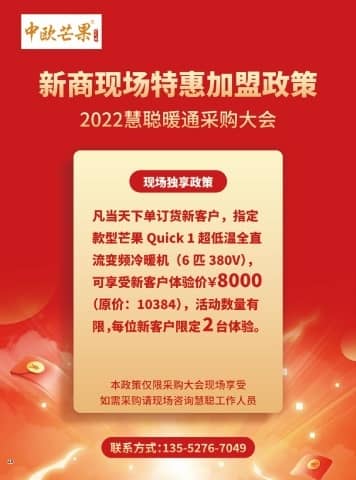 中欧芒果
新商现场特惠加盟政策
2022慧聪暖通采购大会
现场独享政策
凡当天下单订货新客户，指定
款型芒果 Quick 1 超低温全直
流变频冷暖机（6 匹 380V），
可享受新客户体验价¥8000
（原价：10384），活动数量有
限，每位新客户限定2台体验。
本政策仅限采购大会现场享受
如需采购请现场咨询慧聪工作人员
联系方式：135-5276-7049